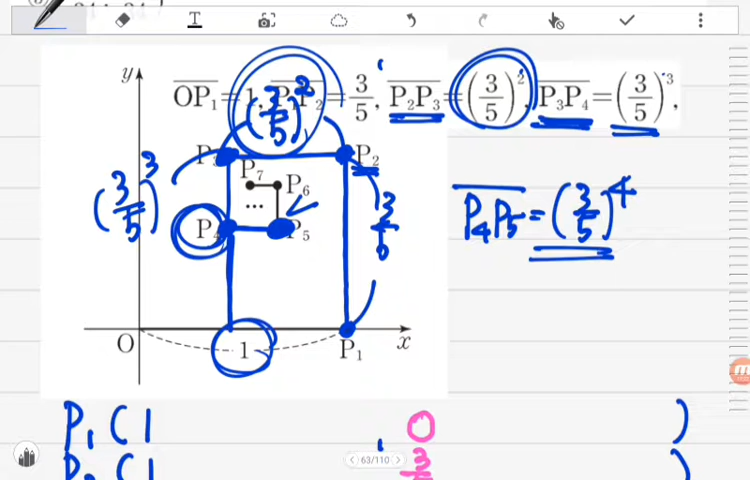 T
y
OP₁=1, P₁P₂=3/5, P₂P₃=(3/5)², P₃P₄=(3/5)³,
(3/5)²
P₂
P₇
P₆
(3/5)³
...
P₄
P₅
3/5
P₄P₅=(3/5)⁴
O
1
P₁
x
P₁(1, 0)
P₂(1
3
63/110